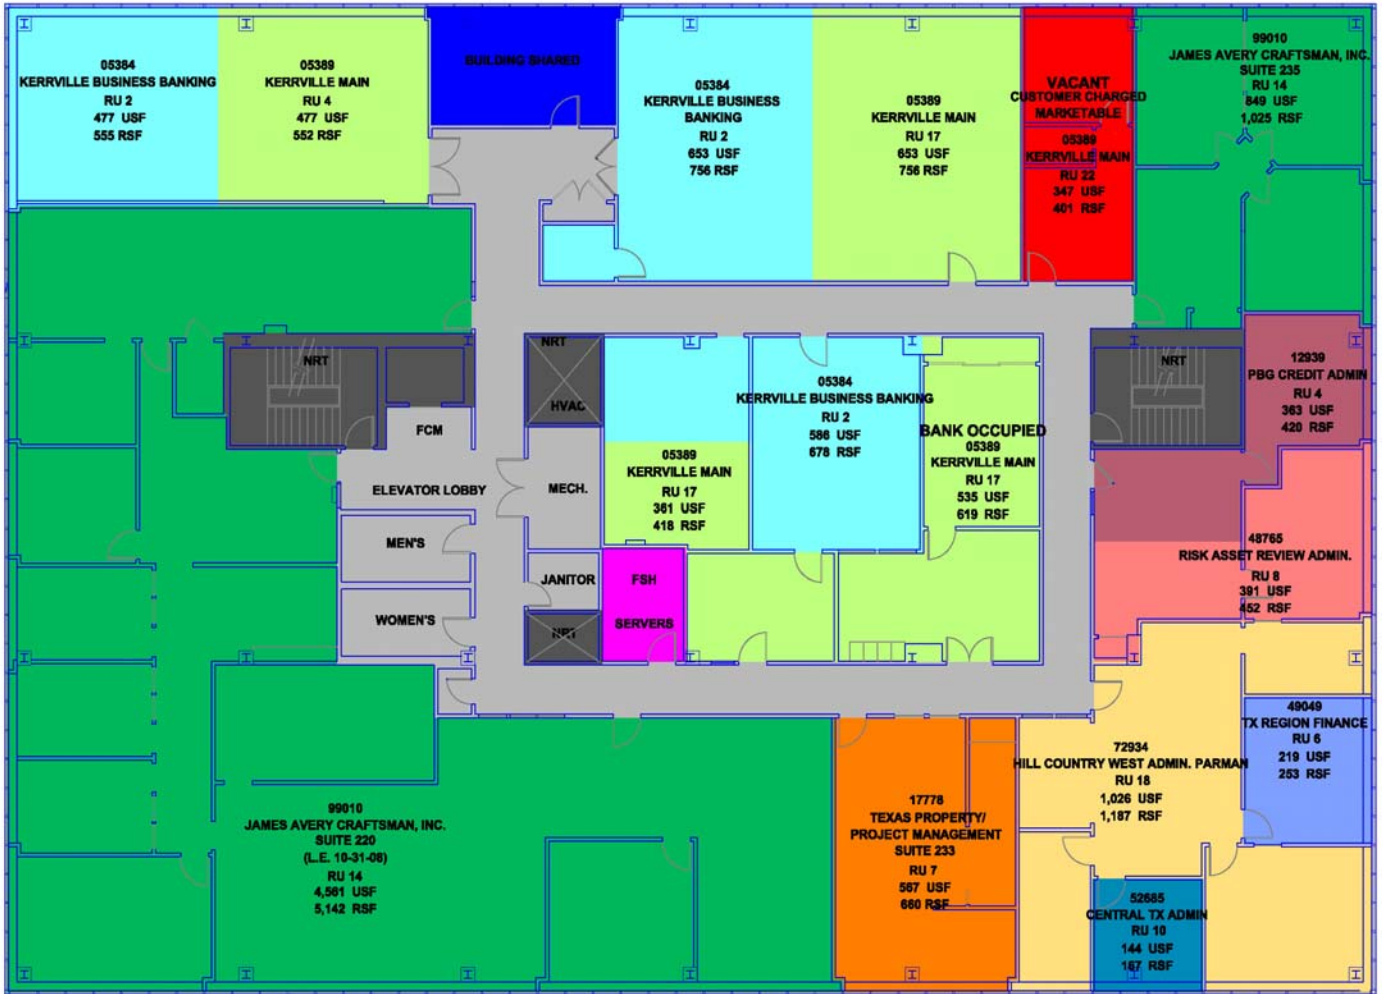 05384
KERRVILLE BUSINESS BANKING
RU 2
477 USF
555 RSF
05389
KERRVILLE MAIN
RU 4
477 USF
552 RSF
BUILDING SHARED
05384
KERRVILLE BUSINESS
BANKING
RU 2
653 USF
756 RSF
05389
KERRVILLE MAIN
RU 17
653 USF
756 RSF
VACANT
CUSTOMER CHARGED
MARKETABLE
05389
KERRVILLE MAIN
RU 22
347 USF
401 RSF
99010
JAMES AVERY CRAFTSMAN, INC.
SUITE 235
RU 14
849 USF
1,025 RSF
NRT
FCM
ELEVATOR LOBBY
MEN'S
WOMEN'S
NRT
HVAC
MECH.
JANITOR
NRT
FSH
SERVERS
05389
KERRVILLE MAIN
RU 17
361 USF
418 RSF
05384
KERRVILLE BUSINESS BANKING
RU 2
586 USF
678 RSF
BANK OCCUPIED
05389
KERRVILLE MAIN
RU 17
535 USF
619 RSF
NRT
12939
PBG CREDIT ADMIN
RU 4
363 USF
420 RSF
48765
RISK ASSET REVIEW ADMIN.
RU 8
391 USF
452 RSF
49049
TX REGION FINANCE
RU 6
219 USF
253 RSF
72934
HILL COUNTRY WEST ADMIN. PARMAN
RU 18
1,026 USF
1,187 RSF
99010
JAMES AVERY CRAFTSMAN, INC.
SUITE 220
(L.E. 10-31-08)
RU 14
4,561 USF
5,142 RSF
17778
TEXAS PROPERTY/
PROJECT MANAGEMENT
SUITE 233
RU 7
567 USF
660 RSF
52685
CENTRAL TX ADMIN
RU 10
144 USF
167 RSF